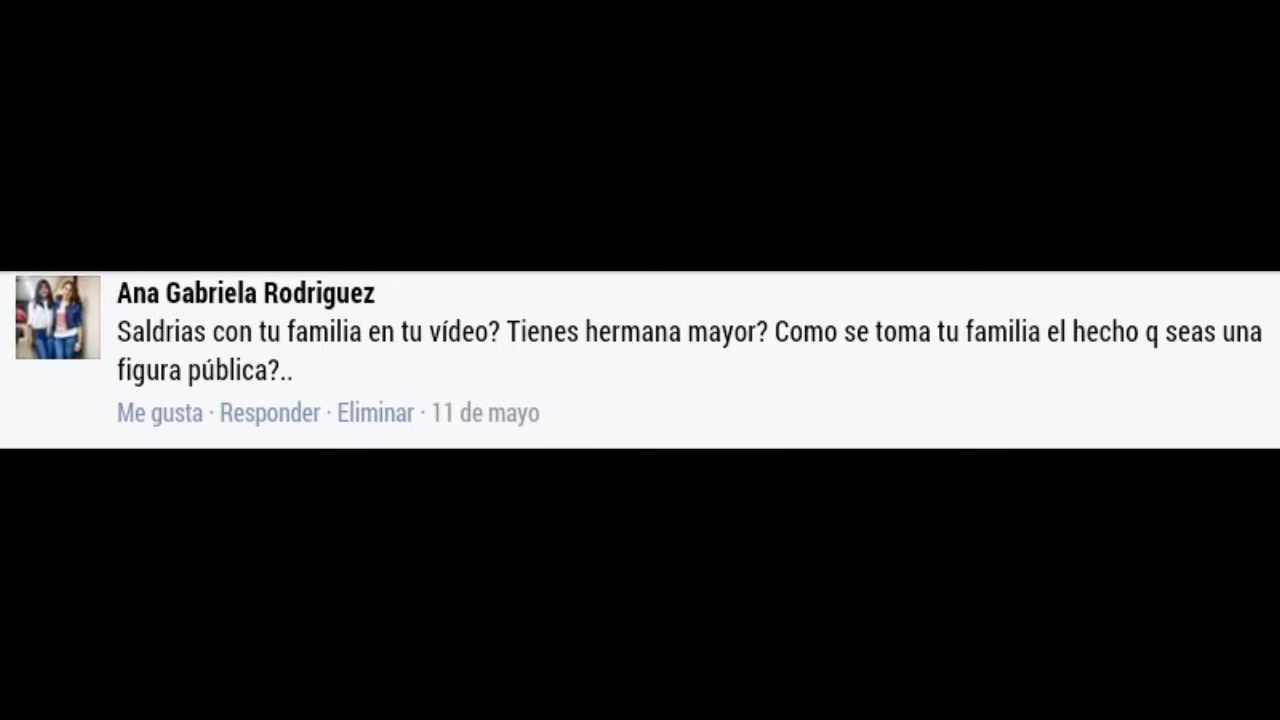 Ana Gabriela Rodriguez
Saldrias con tu familia en tu vídeo? Tienes hermana mayor? Como se toma tu familia el hecho q seas una
figura pública?..
Me gusta · Responder · Eliminar · 11 de mayo